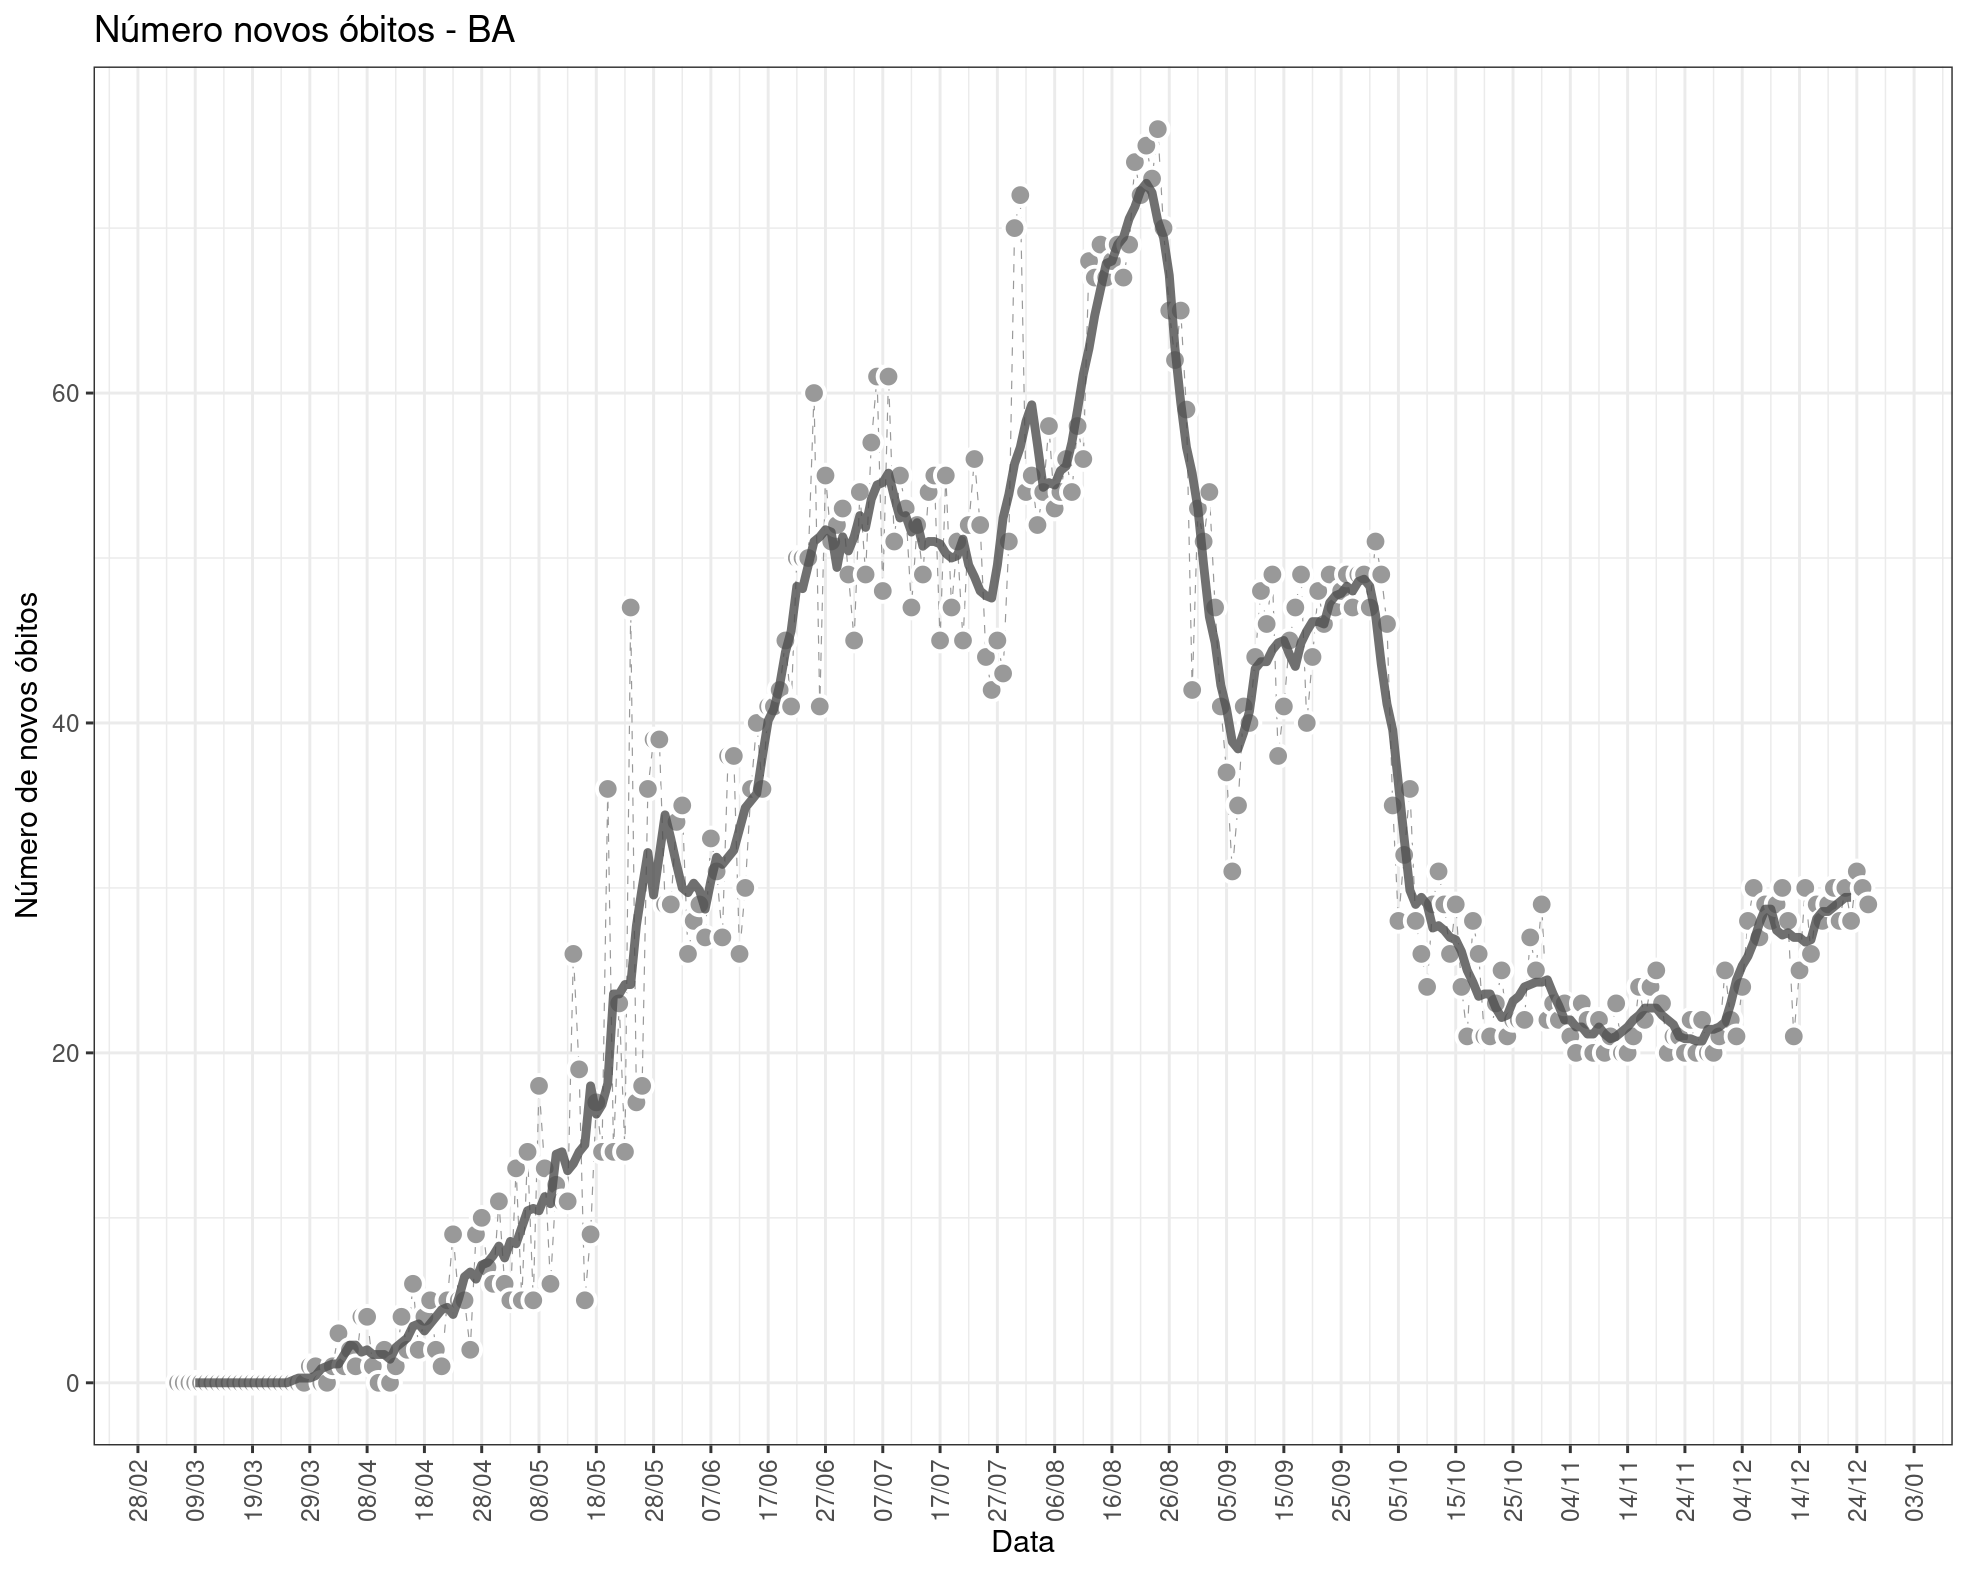 Número novos óbitos - BA
Número de novos óbitos
60
40
20
0
28/02 09/03 19/03 29/03 08/04 18/04 28/04 08/05 18/05 28/05 07/06 17/06 27/06 07/07 17/07 27/07 06/08 16/08 26/08 05/09 15/09 25/09 05/10 15/10 25/10 04/11 14/11 24/11 04/12 14/12 24/12 03/01
Data